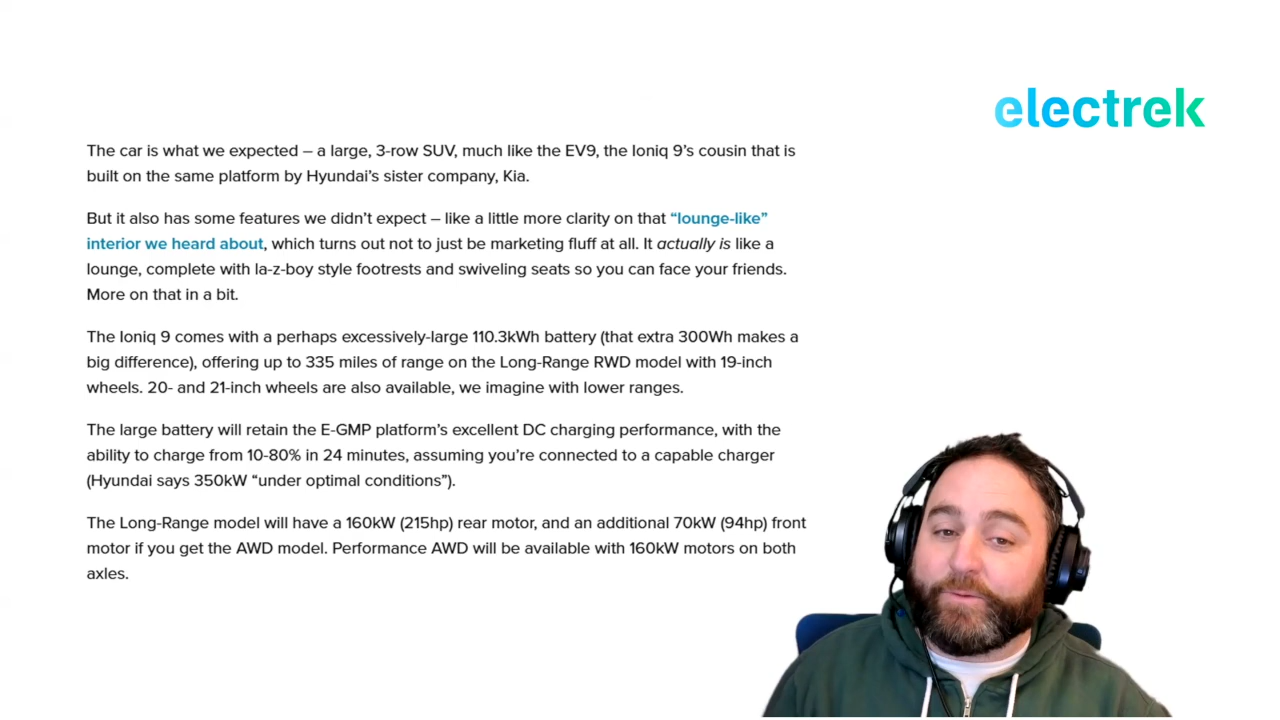 electrek
The car is what we expected – a large, 3-row SUV, much like the EV9, the Ioniq 9’s cousin that is
built on the same platform by Hyundai’s sister company, Kia.
But it also has some features we didn’t expect – like a little more clarity on that “lounge-like”
interior we heard about, which turns out not to just be marketing fluff at all. It actually is like a
lounge, complete with la-z-boy style footrests and swiveling seats so you can face your friends.
More on that in a bit.
The Ioniq 9 comes with a perhaps excessively-large 110.3kWh battery (that extra 300Wh makes a
big difference), offering up to 335 miles of range on the Long-Range RWD model with 19-inch
wheels. 20- and 21-inch wheels are also available, we imagine with lower ranges.
The large battery will retain the E-GMP platform’s excellent DC charging performance, with the
ability to charge from 10-80% in 24 minutes, assuming you’re connected to a capable charger
(Hyundai says 350kW “under optimal conditions”).
The Long-Range model will have a 160kW (215hp) rear motor, and an additional 70kW (94hp) front
motor if you get the AWD model. Performance AWD will be available with 160kW motors on both
axles.